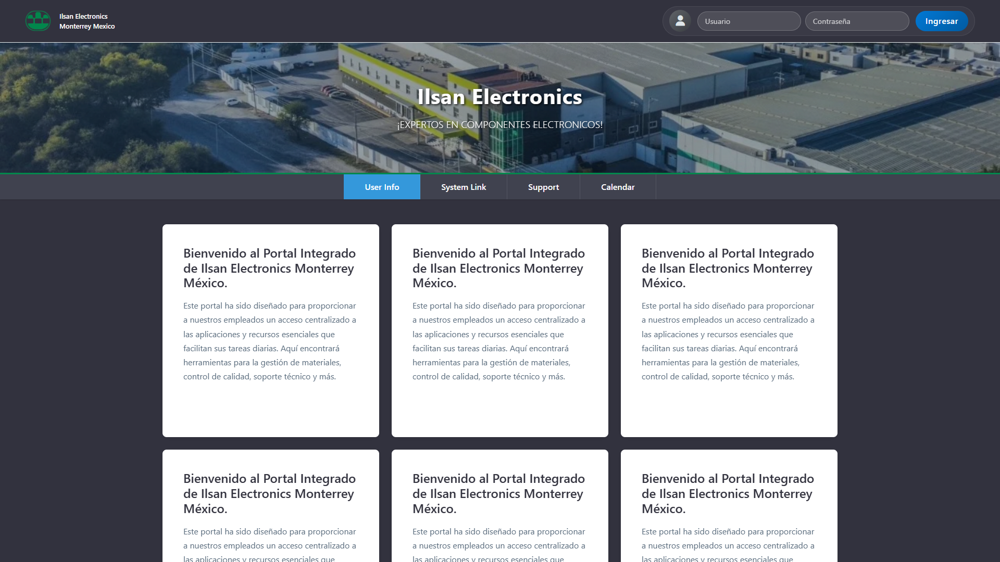 Ilsan Electronics
Monterrey Mexico
Usuario
Contraseña
Ingresar
Ilsan Electronics
¡EXPERTOS EN COMPONENTES ELECTRONICOS!
User Info
System Link
Support
Calendar
Bienvenido al Portal Integrado
de Ilsan Electronics Monterrey
México.
Este portal ha sido diseñado para proporcionar
a nuestros empleados un acceso centralizado a
las aplicaciones y recursos esenciales que
facilitan sus tareas diarias. Aquí encontrará
herramientas para la gestión de materiales,
control de calidad, soporte técnico y más.
Bienvenido al Portal Integrado
de Ilsan Electronics Monterrey
México.
Este portal ha sido diseñado para proporcionar
a nuestros empleados un acceso centralizado a
las aplicaciones y recursos esenciales que
facilitan sus tareas diarias. Aquí encontrará
herramientas para la gestión de materiales,
control de calidad, soporte técnico y más.
Bienvenido al Portal Integrado
de Ilsan Electronics Monterrey
México.
Este portal ha sido diseñado para proporcionar
a nuestros empleados un acceso centralizado a
las aplicaciones y recursos esenciales que
facilitan sus tareas diarias. Aquí encontrará
herramientas para la gestión de materiales,
control de calidad, soporte técnico y más.
Bienvenido al Portal Integrado
de Ilsan Electronics Monterrey
México.
Este portal ha sido diseñado para proporcionar
a nuestros empleados un acceso centralizado a
las aplicaciones y recursos esenciales que
Bienvenido al Portal Integrado
de Ilsan Electronics Monterrey
México.
Este portal ha sido diseñado para proporcionar
a nuestros empleados un acceso centralizado a
las aplicaciones y recursos esenciales que
Bienvenido al Portal Integrado
de Ilsan Electronics Monterrey
México.
Este portal ha sido diseñado para proporcionar
a nuestros empleados un acceso centralizado a
las aplicaciones y recursos esenciales que